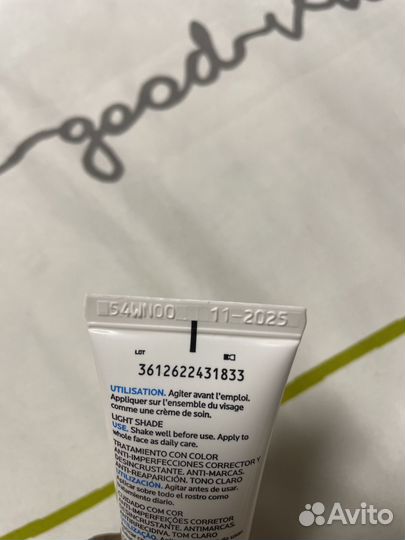 good vi
54WN00 11-2025
LOT
3612622431833
UTILISATION. Agiter avant l'emploi.
Appliquer sur l'ensemble du visage
comme une crème de soin.
LIGHT SHADE
USE. Shake well before use. Apply to
whole face as daily care.
TRATAMIENTO CON COLOR
ANTI-IMPERFECCIONES CORRECTOR Y
DESINCRUSTANTE. ANTI-MARCAS.
ANTI-REAPARICIÓN. TONO CLARO
UTILIZACIÓN. Agitar antes de usar.
Aplicar sobre todo el rostro como
tratamiento diario.
CUIDADO COM COR
ANTI-IMPERFEIÇÕES CORRETOR
DESINCRUSTANTE. ANTIMARCAS.
TOM CLARO
Avito